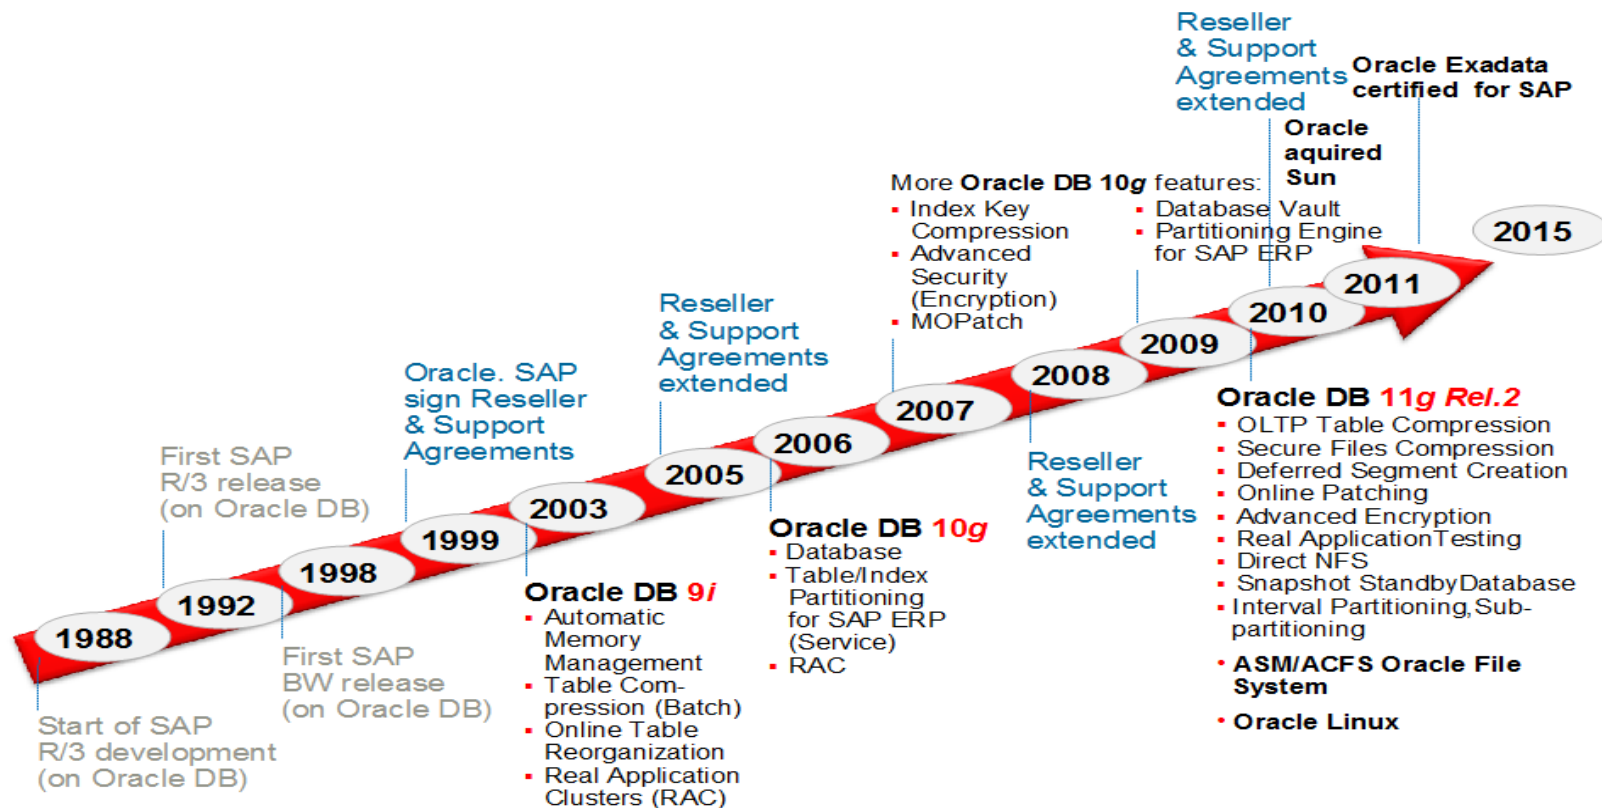 Reseller
& Support
Agreements
extended
Oracle Exadata
certified for SAP
Oracle
aquired
Sun
More Oracle DB 10g features:
▪ Index Key
Compression
▪ Advanced
Security
(Encryption)
▪ MOPatch
▪ Database Vault
▪ Partitioning Engine
for SAP ERP
2015
2011
2010
2009
2008
2007
2006
2005
2003
1999
1998
1992
1988
Reseller
& Support
Agreements
extended
Oracle. SAP
sign Reseller
& Support
Agreements
First SAP
R/3 release
(on Oracle DB)
Start of SAP
R/3 development
(on Oracle DB)
First SAP
BW release
(on Oracle DB)
Oracle DB 9i
▪ Automatic
Memory
Management
▪ Table Com-
pression (Batch)
▪ Online Table
Reorganization
▪ Real Application
Clusters (RAC)
Oracle DB 10g
▪ Database
▪ Table/Index
Partitioning
for SAP ERP
(Service)
▪ RAC
Reseller
& Support
Agreements
extended
Oracle DB 11g Rel.2
▪ OLTP Table Compression
▪ Secure Files Compression
▪ Deferred Segment Creation
▪ Online Patching
▪ Advanced Encryption
▪ Real ApplicationTesting
▪ Direct NFS
▪ Snapshot StandbyDatabase
▪ Interval Partitioning,Sub-
partitioning
• ASM/ACFS Oracle File
System
• Oracle Linux